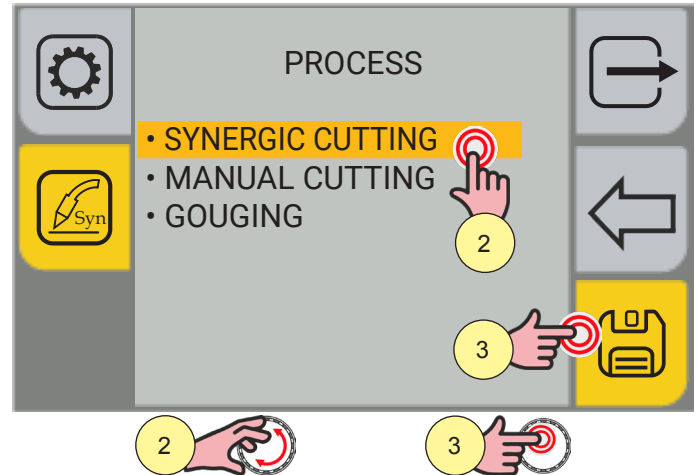 PROCESS
• SYNERGIC CUTTING
• MANUAL CUTTING
• GOUGING
Syn
2
3
2
3